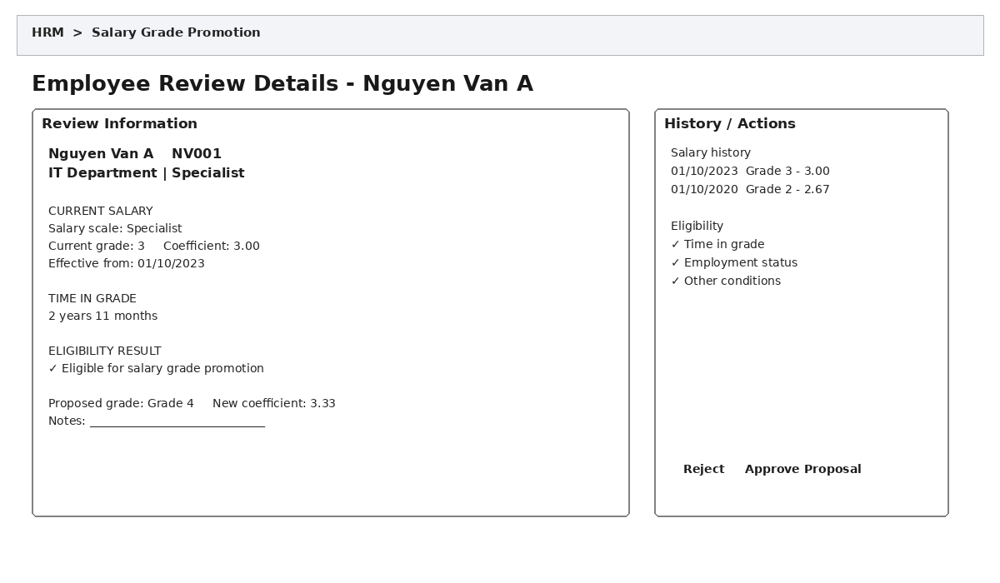 HRM > Salary Grade Promotion
Employee Review Details - Nguyen Van A
Review Information
Nguyen Van A NV001
IT Department | Specialist
CURRENT SALARY
Salary scale: Specialist
Current grade: 3 Coefficient: 3.00
Effective from: 01/10/2023
TIME IN GRADE
2 years 11 months
ELIGIBILITY RESULT
✓ Eligible for salary grade promotion
Proposed grade: Grade 4 New coefficient: 3.33
Notes: ______________________________
History / Actions
Salary history
01/10/2023 Grade 3 - 3.00
01/10/2020 Grade 2 - 2.67
Eligibility
✓ Time in grade
✓ Employment status
✓ Other conditions
Reject Approve Proposal